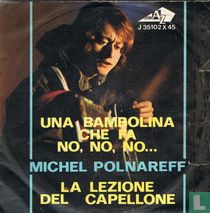 AZ
J 35102 X 45
UNA BAMBOLINA
CHE FA
NO, NO, NO...
MICHEL POLNAREFF
LA LEZIONE
DEL CAPELLONE